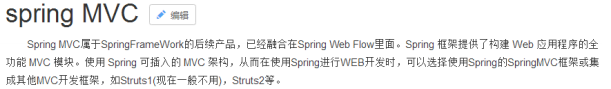 spring MVC 编辑
Spring MVC属于SpringFrameWork的后续产品，已经融合在Spring Web Flow里面。Spring 框架提供了构建 Web 应用程序的全
功能 MVC 模块。使用 Spring 可插入的 MVC 架构，从而在使用Spring进行WEB开发时，可以选择使用Spring的SpringMVC框架或集
成其他MVC开发框架，如Struts1(现在一般不用)，Struts2等。